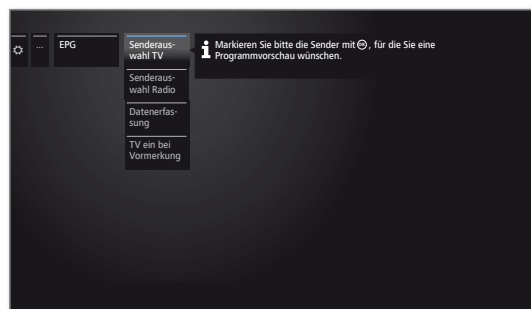 ...
EPG
Senderaus-
wahl TV
Markieren Sie bitte die Sender mit OK, für die Sie eine
Programmvorschau wünschen.
Senderaus-
wahl Radio
Datenerfas-
sung
TV ein bei
Vormerkung